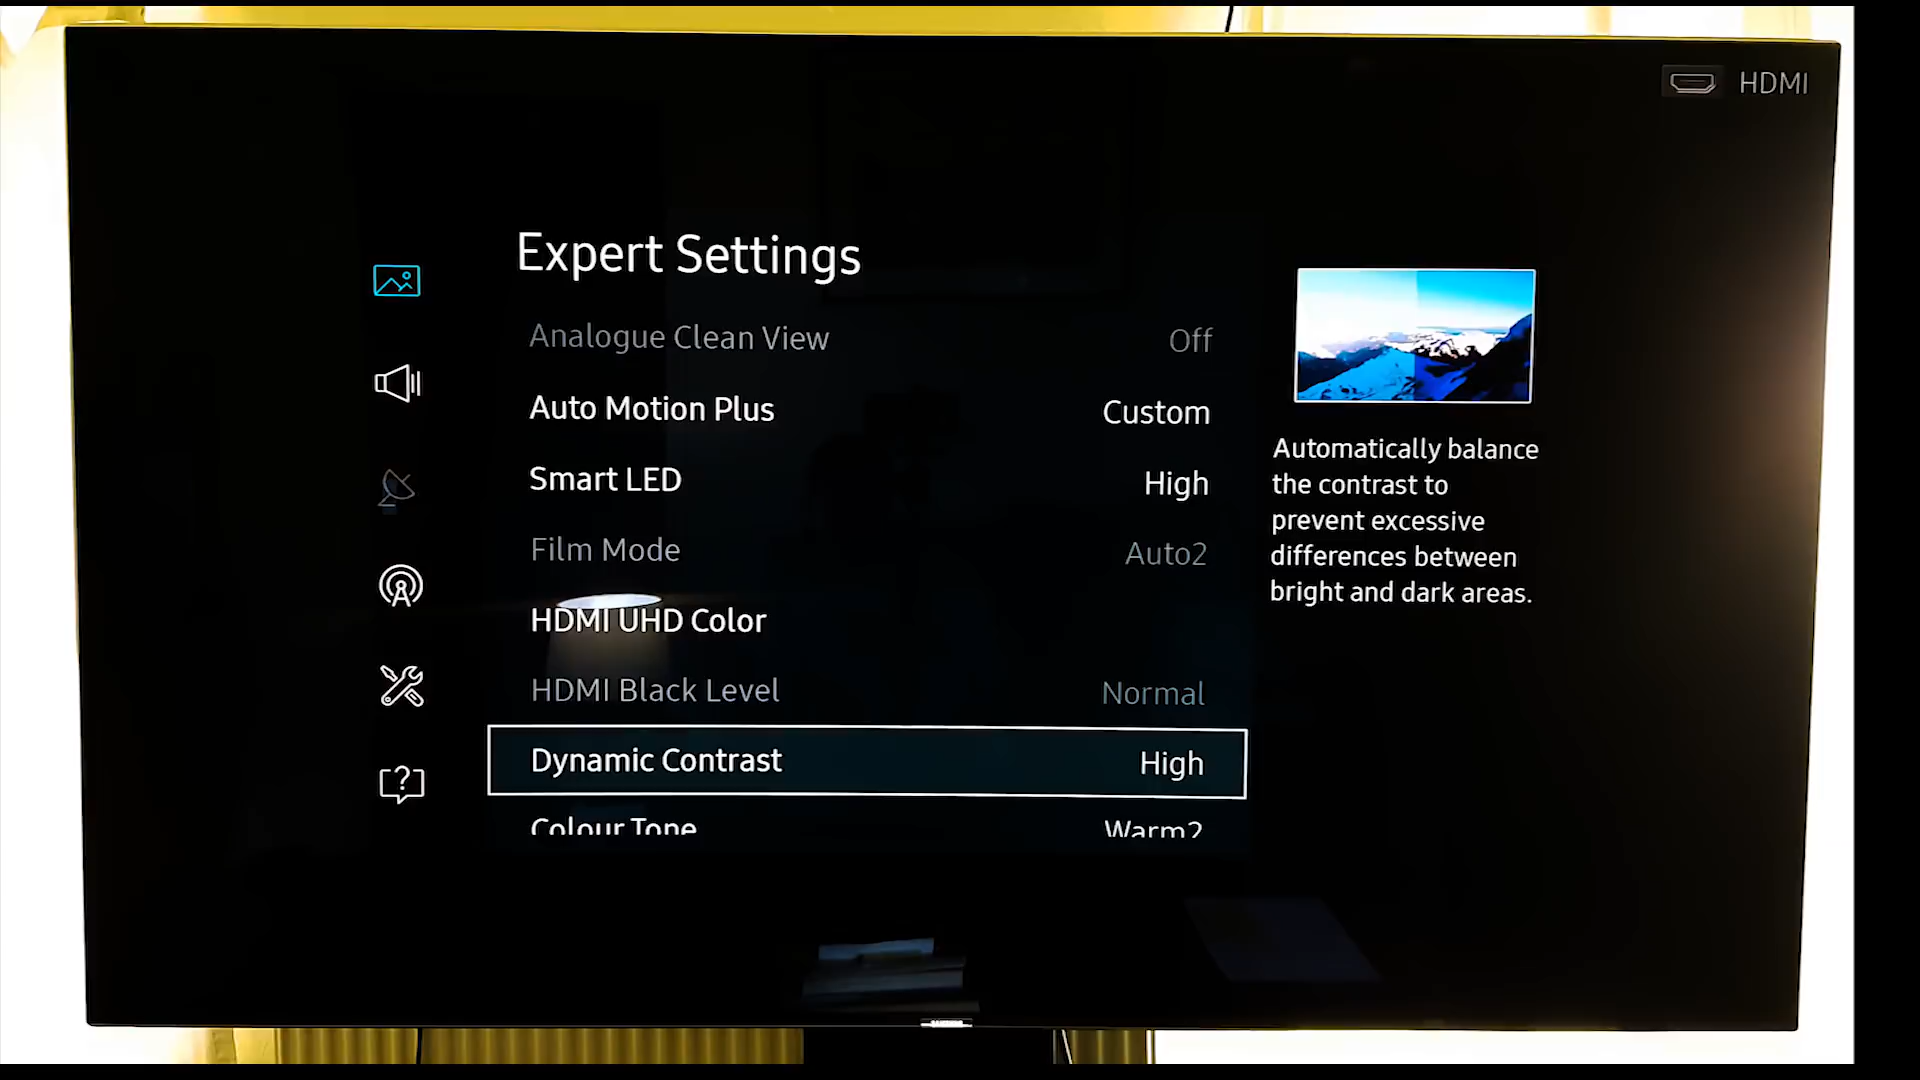 HDMI
Expert Settings
Analogue Clean View Off
Auto Motion Plus Custom
Smart LED High
Film Mode Auto2
HDMI UHD Color
HDMI Black Level Normal
Dynamic Contrast High
Colour Tone Warm2
Automatically balance
the contrast to
prevent excessive
differences between
bright and dark areas.
SAMSUNG